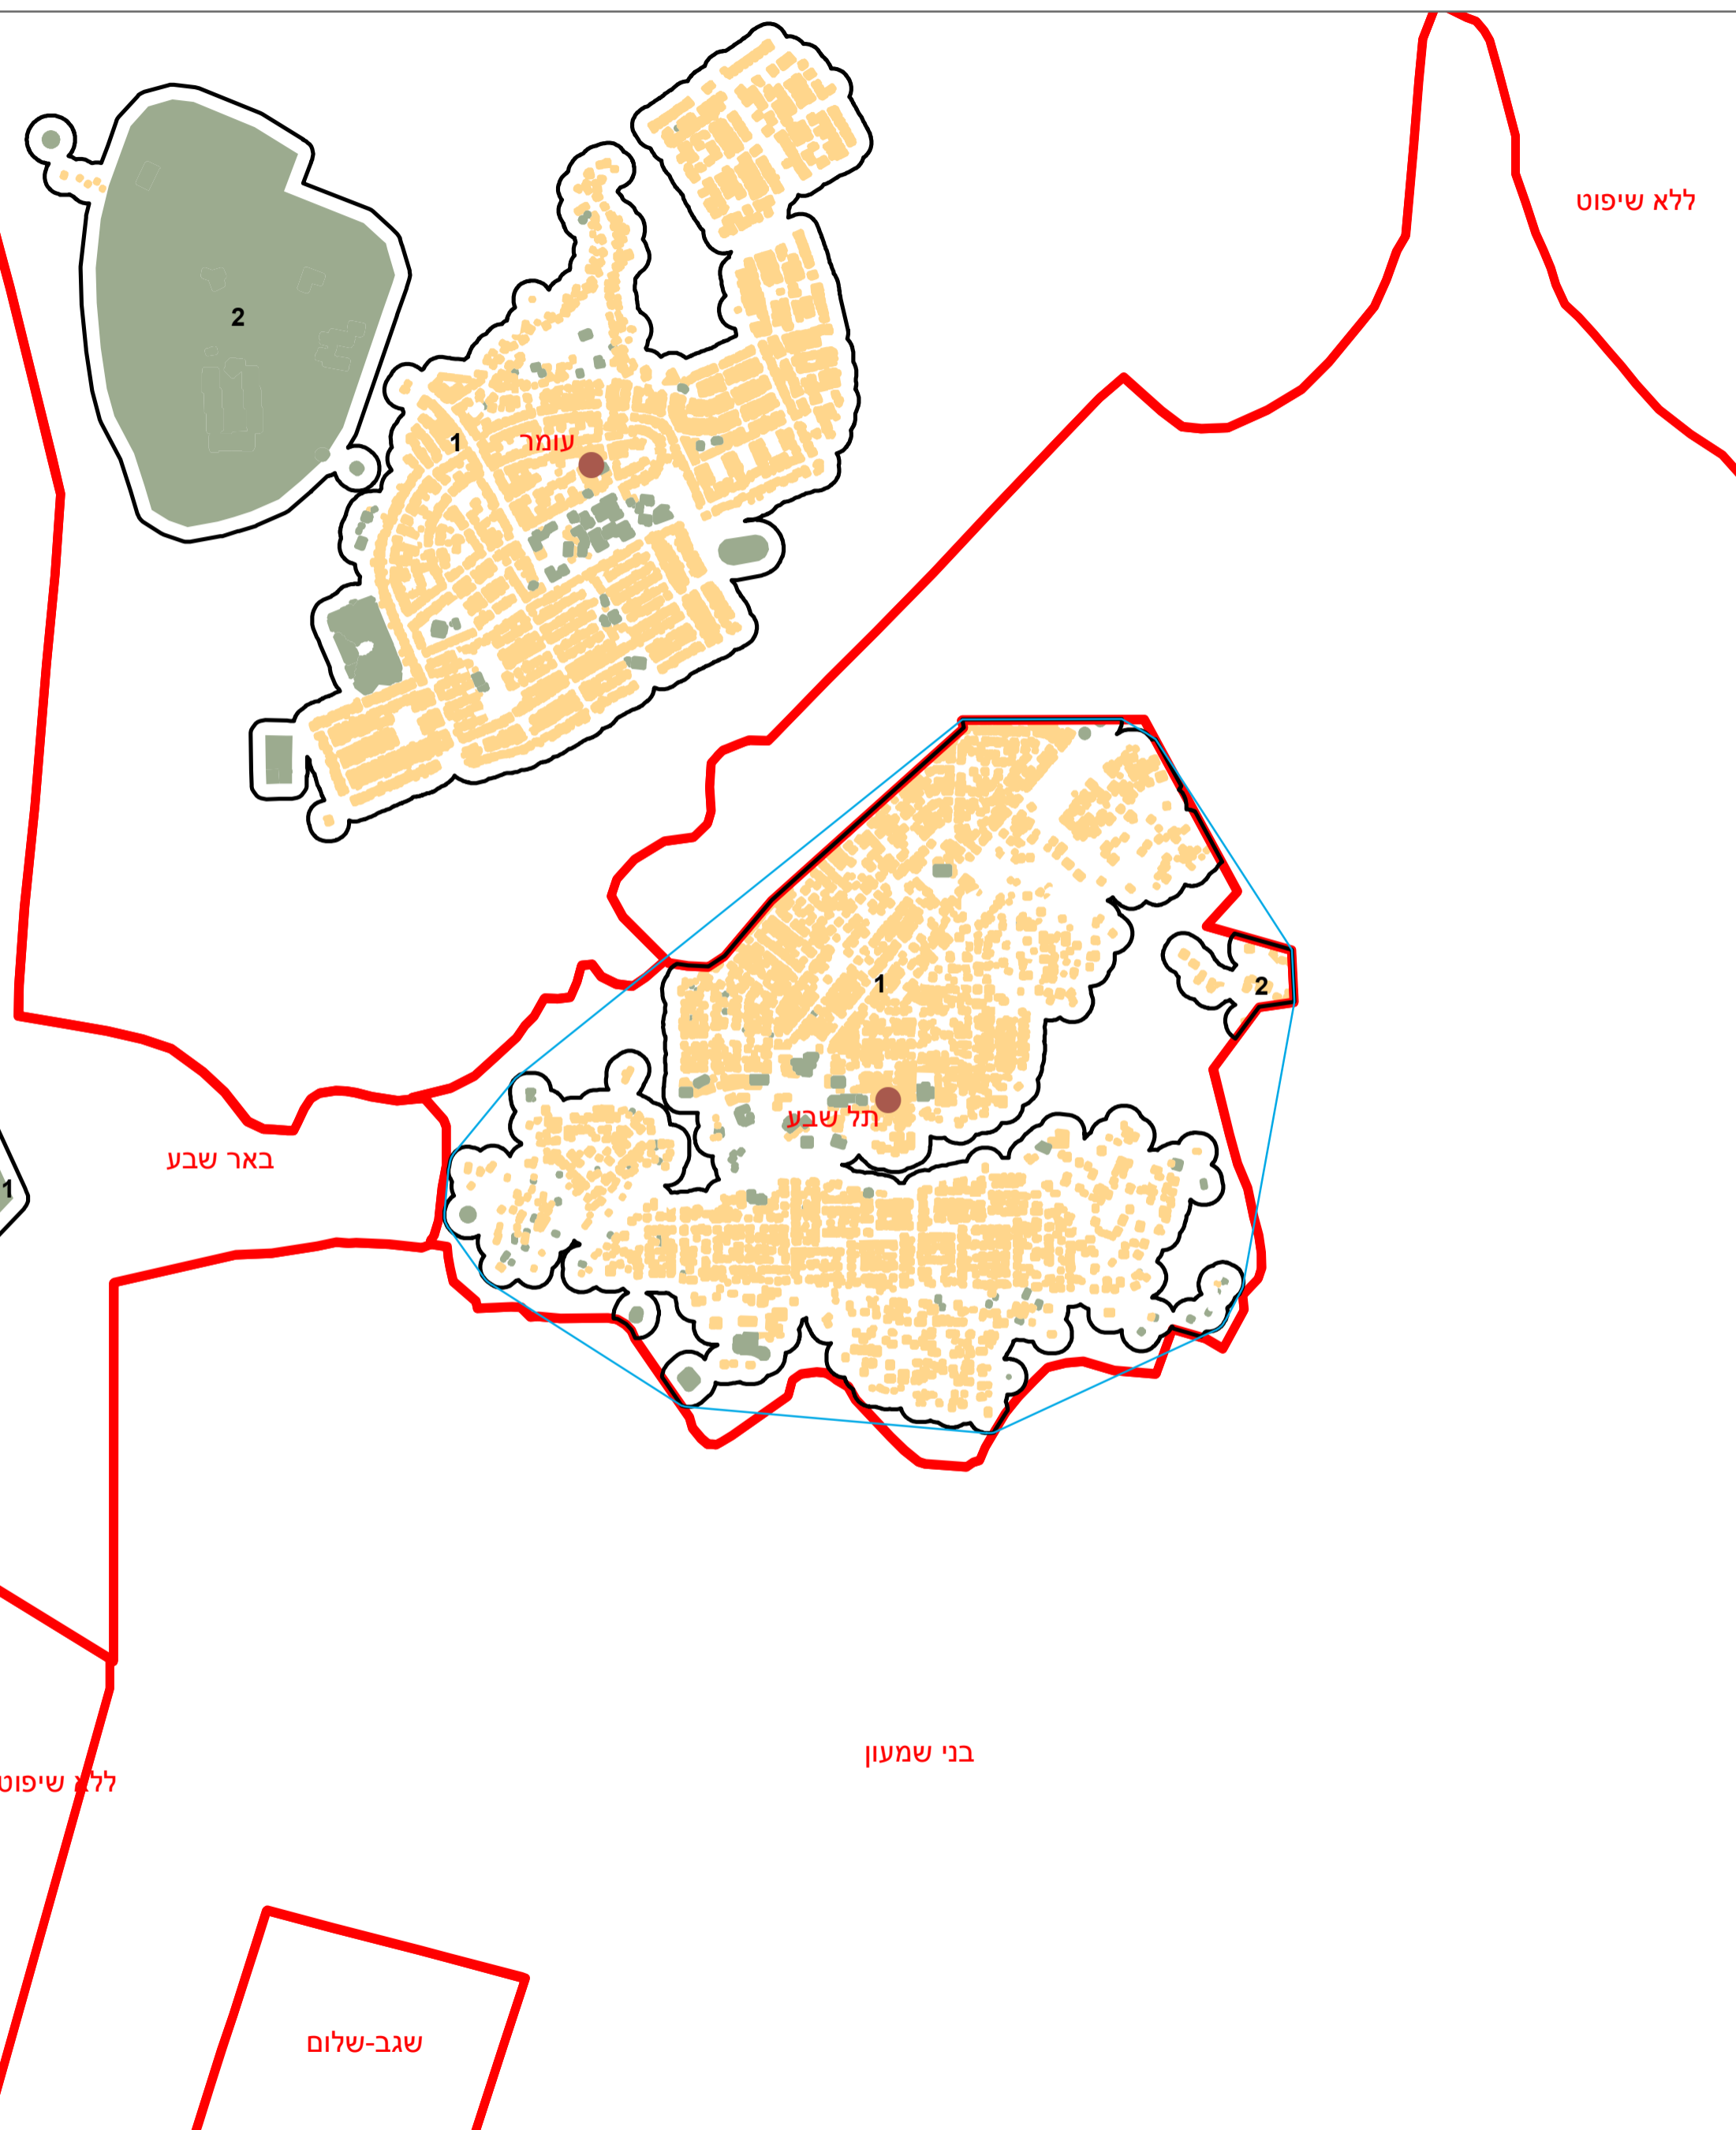 ללא שיפוט
2
1
עומר
1
2
תל שבע
באר שבע
1
בני שמעון
ללא שיפוט
שגב-שלום